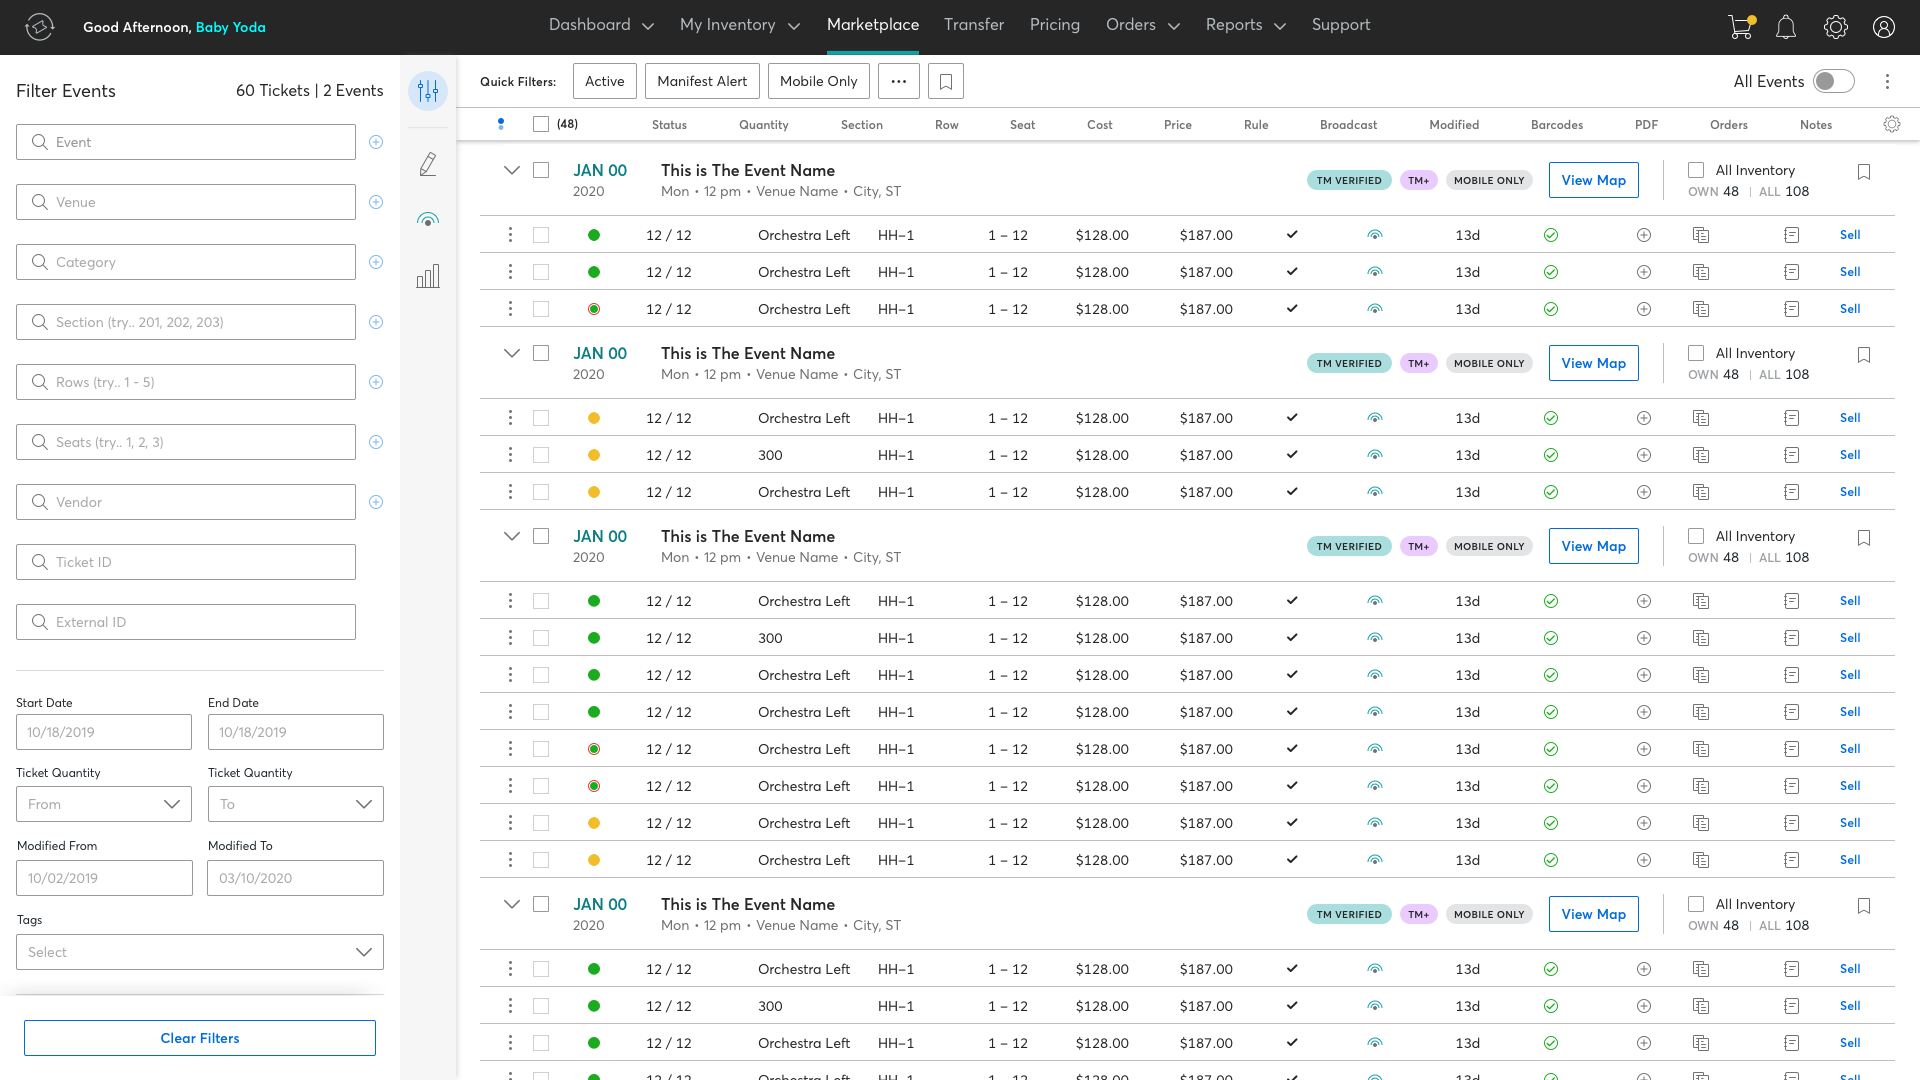 Good Afternoon, Baby Yoda
Dashboard My Inventory Marketplace Transfer Pricing Orders Reports Support
Filter Events 60 Tickets | 2 Events
Event
Venue
Category
Section (try.. 201, 202, 203)
Rows (try.. 1 - 5)
Seats (try.. 1, 2, 3)
Vendor
Ticket ID
External ID
Start Date End Date
10/18/2019 10/18/2019
Ticket Quantity Ticket Quantity
From To
Modified From Modified To
10/02/2019 03/10/2020
Tags
Select
Clear Filters
Quick Filters: Active Manifest Alert Mobile Only ••• All Events
(48) Status Quantity Section Row Seat Cost Price Rule Broadcast Modified Barcodes PDF Orders Notes
JAN 00 This is The Event Name All Inventory
2020 Mon • 12 pm • Venue Name • City, ST TM VERIFIED TM+ MOBILE ONLY View Map OWN 48 | ALL 108
12 / 12 Orchestra Left HH–1 1 – 12 $128.00 $187.00 13d Sell
12 / 12 Orchestra Left HH–1 1 – 12 $128.00 $187.00 13d Sell
12 / 12 Orchestra Left HH–1 1 – 12 $128.00 $187.00 13d Sell
JAN 00 This is The Event Name All Inventory
2020 Mon • 12 pm • Venue Name • City, ST TM VERIFIED TM+ MOBILE ONLY View Map OWN 48 | ALL 108
12 / 12 Orchestra Left HH–1 1 – 12 $128.00 $187.00 13d Sell
12 / 12 300 HH–1 1 – 12 $128.00 $187.00 13d Sell
12 / 12 Orchestra Left HH–1 1 – 12 $128.00 $187.00 13d Sell
JAN 00 This is The Event Name All Inventory
2020 Mon • 12 pm • Venue Name • City, ST TM VERIFIED TM+ MOBILE ONLY View Map OWN 48 | ALL 108
12 / 12 Orchestra Left HH–1 1 – 12 $128.00 $187.00 13d Sell
12 / 12 300 HH–1 1 – 12 $128.00 $187.00 13d Sell
12 / 12 Orchestra Left HH–1 1 – 12 $128.00 $187.00 13d Sell
12 / 12 Orchestra Left HH–1 1 – 12 $128.00 $187.00 13d Sell
12 / 12 Orchestra Left HH–1 1 – 12 $128.00 $187.00 13d Sell
12 / 12 Orchestra Left HH–1 1 – 12 $128.00 $187.00 13d Sell
12 / 12 Orchestra Left HH–1 1 – 12 $128.00 $187.00 13d Sell
12 / 12 Orchestra Left HH–1 1 – 12 $128.00 $187.00 13d Sell
JAN 00 This is The Event Name All Inventory
2020 Mon • 12 pm • Venue Name • City, ST TM VERIFIED TM+ MOBILE ONLY View Map OWN 48 | ALL 108
12 / 12 Orchestra Left HH–1 1 – 12 $128.00 $187.00 13d Sell
12 / 12 300 HH–1 1 – 12 $128.00 $187.00 13d Sell
12 / 12 Orchestra Left HH–1 1 – 12 $128.00 $187.00 13d Sell
12 / 12 Orchestra Left HH–1 1 – 12 $128.00 $187.00 13d Sell